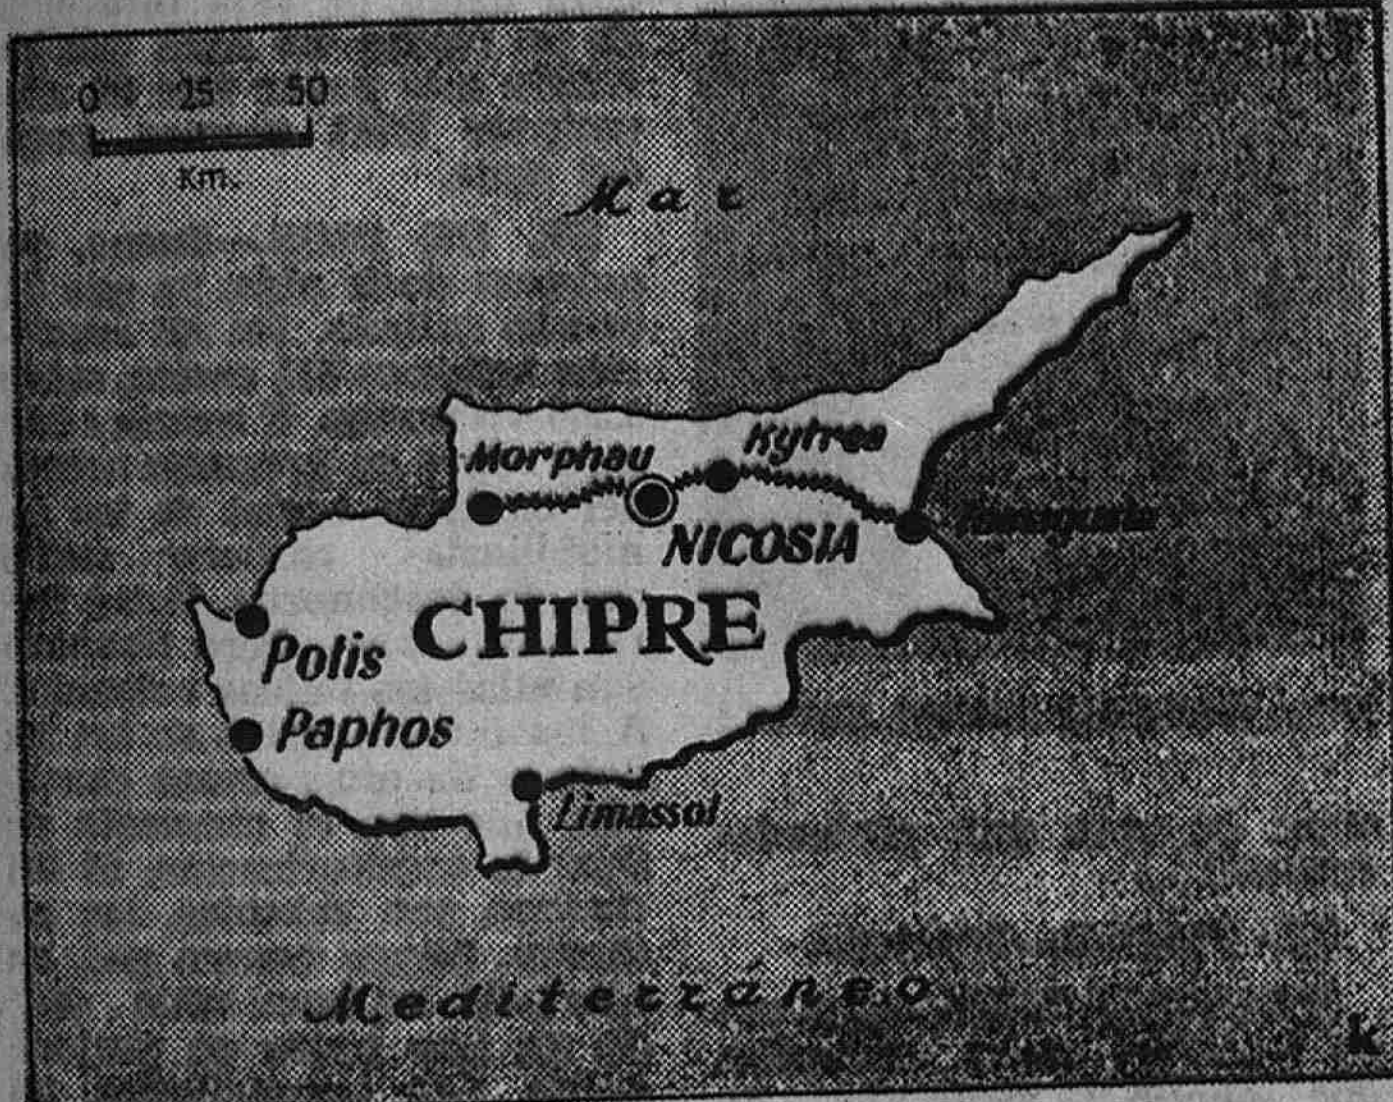 0 25 50
Km.
Mar
Kytrea
Morphau
NICOSIA
CHIPRE
Polis
Paphos
Limassol
Mediterráneo
k